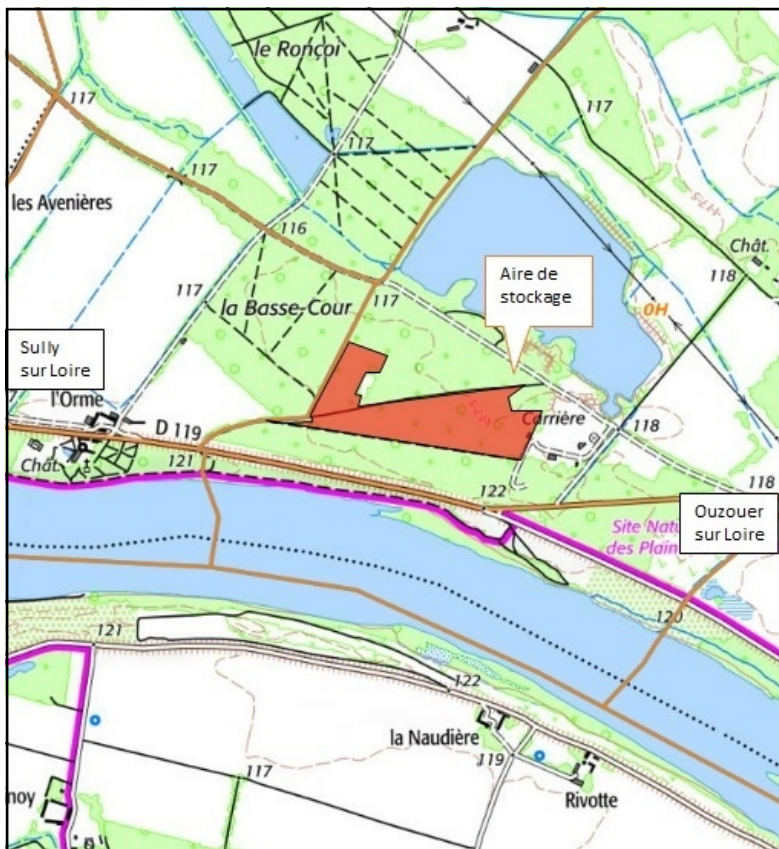 le Ronçoi
117
117
117
117
les Avenières
116
Chât.
118
117
117
Aire de
stockage
la Basse-Cour
0H
Sully
sur Loire
l'Orme
D 119
Carrière
118
Chât.
121
122
118
Ouzouer
sur Loire
Site Natu
des Plain
120
121
122
la Naudière
119
117
noy
Rivotte